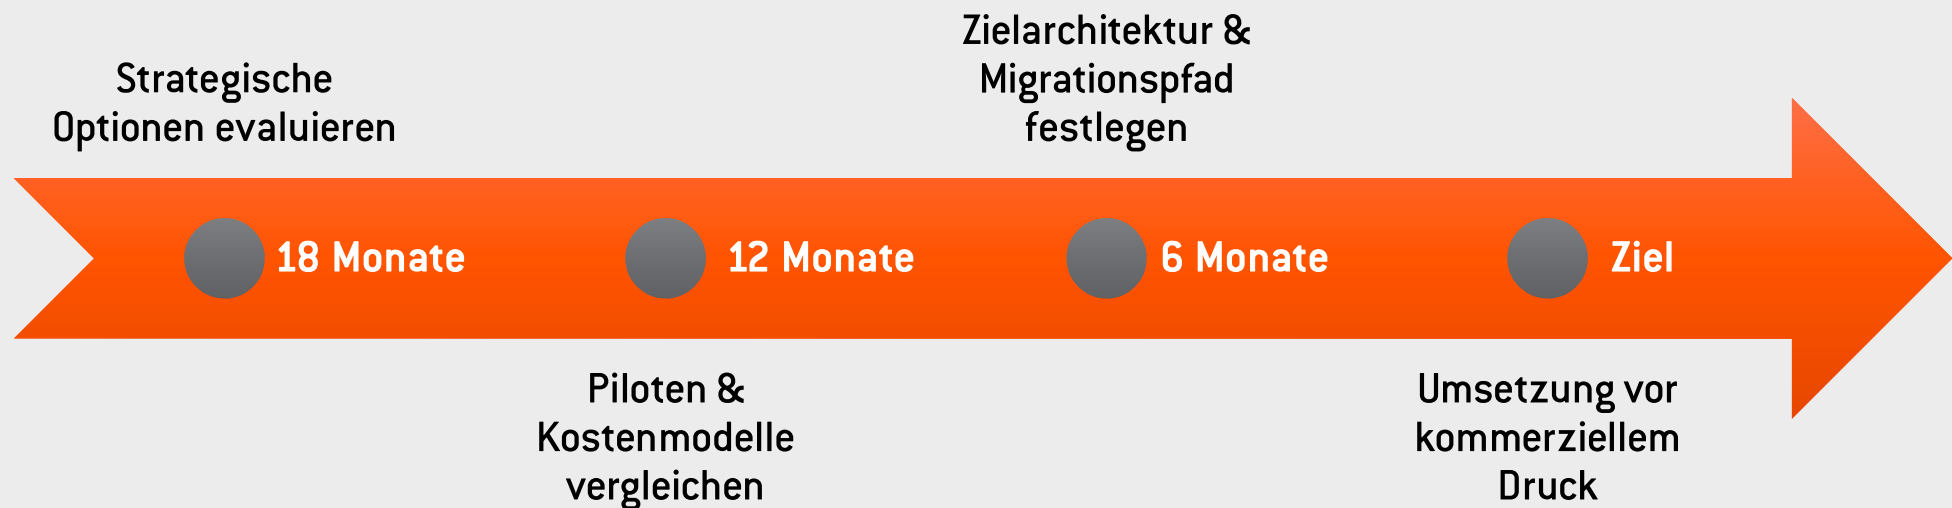 Strategische
Optionen evaluieren
Zielarchitektur &
Migrationspfad
festlegen
18 Monate
12 Monate
6 Monate
Ziel
Piloten &
Kostenmodelle
vergleichen
Umsetzung vor
kommerziellem
Druck